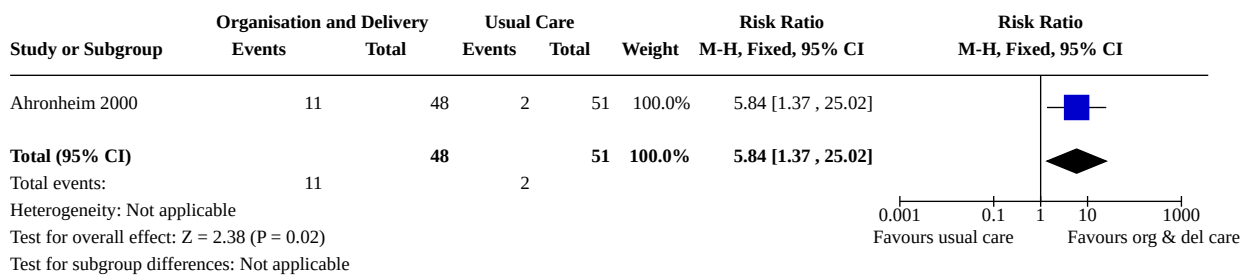 Organisation and Delivery Usual Care Risk Ratio Risk Ratio
Study or Subgroup Events Total Events Total Weight M-H, Fixed, 95% CI M-H, Fixed, 95% CI
Ahronheim 2000 11 48 2 51 100.0% 5.84 [1.37 , 25.02]
Total (95% CI) 48 51 100.0% 5.84 [1.37 , 25.02]
Total events: 11 2
Heterogeneity: Not applicable 0.001 0.1 1 10 1000
Test for overall effect: Z = 2.38 (P = 0.02) Favours usual care Favours org & del care
Test for subgroup differences: Not applicable